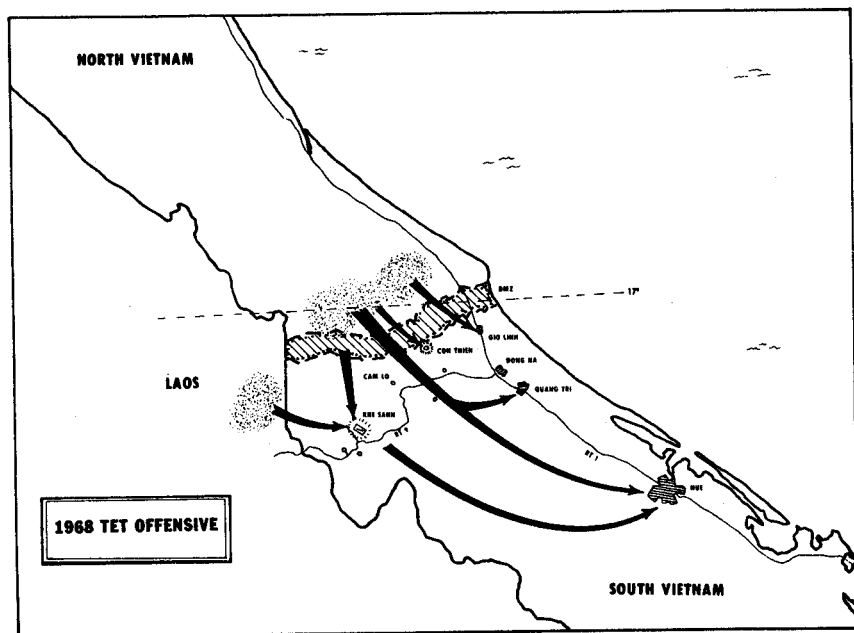 NORTH VIETNAM
DMZ
17°
GIO LINH
CON THIEN
DONG HA
LAOS
CAM LO
QUANG TRI
KHE SANH
RT 9
RT 1
HUE
1968 TET OFFENSIVE
SOUTH VIETNAM